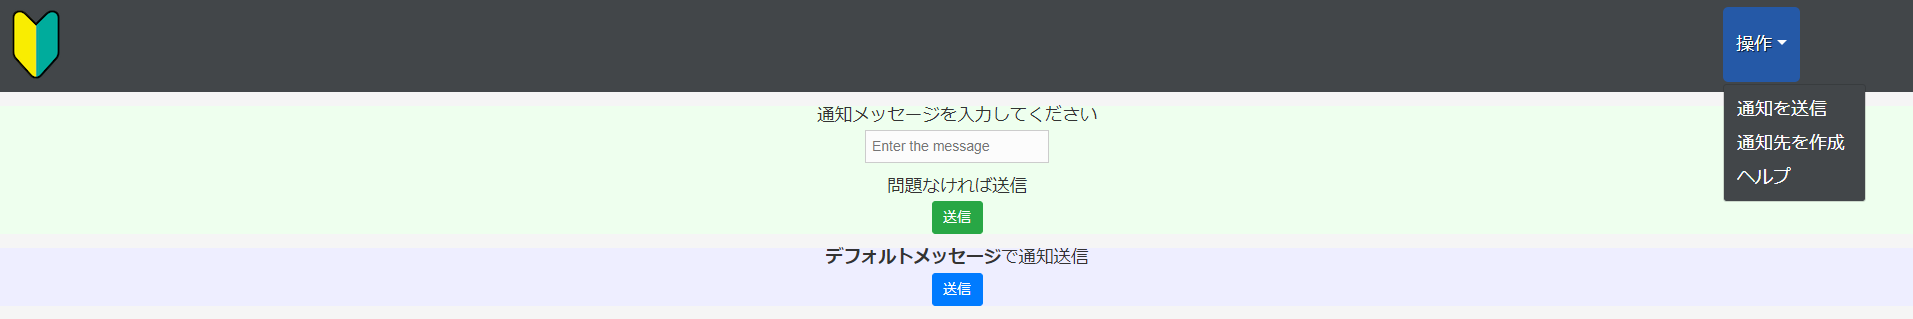 操作
通知を送信
通知先を作成
ヘルプ
通知メッセージを入力してください
Enter the message
問題なければ送信
送信
デフォルトメッセージで通知送信
送信